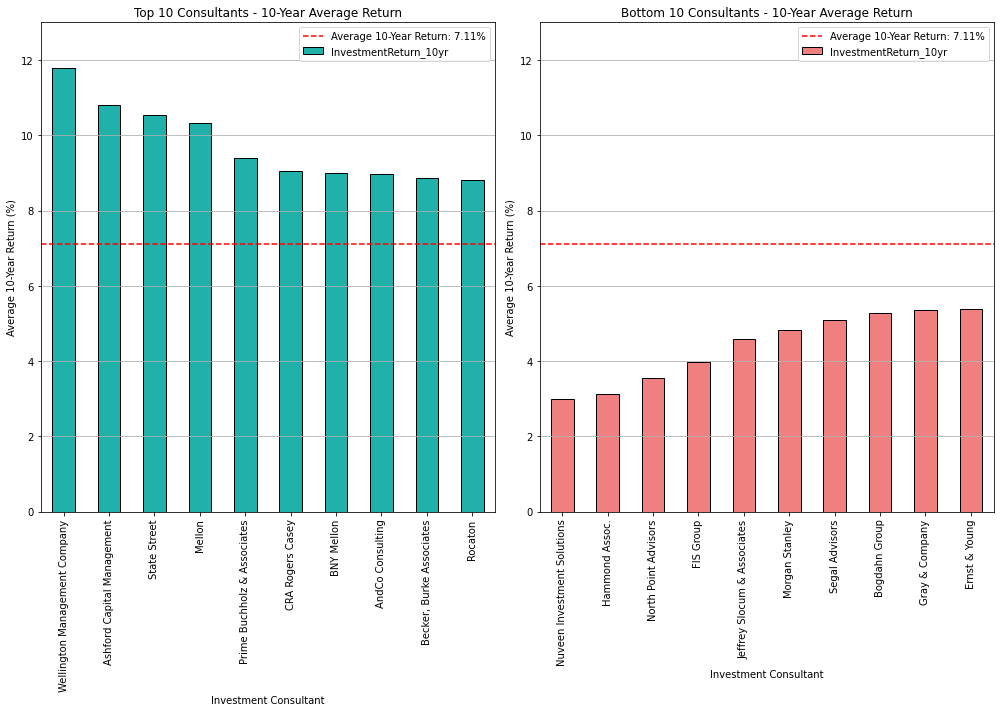 Top 10 Consultants - 10-Year Average Return
Average 10-Year Return: 7.11%
InvestmentReturn_10yr
12
10
8
6
4
2
0
Average 10-Year Return (%)
Wellington Management Company
Ashford Capital Management
State Street
Mellon
Prime Buchholz & Associates
CRA Rogers Casey
BNY Mellon
AndCo Consulting
Becker, Burke Associates
Rocaton
Investment Consultant
Bottom 10 Consultants - 10-Year Average Return
Average 10-Year Return: 7.11%
InvestmentReturn_10yr
12
10
8
6
4
2
0
Average 10-Year Return (%)
Nuveen Investment Solutions
Hammond Assoc.
North Point Advisors
FIS Group
Jeffrey Slocum & Associates
Morgan Stanley
Segal Advisors
Bogdahn Group
Gray & Company
Ernst & Young
Investment Consultant